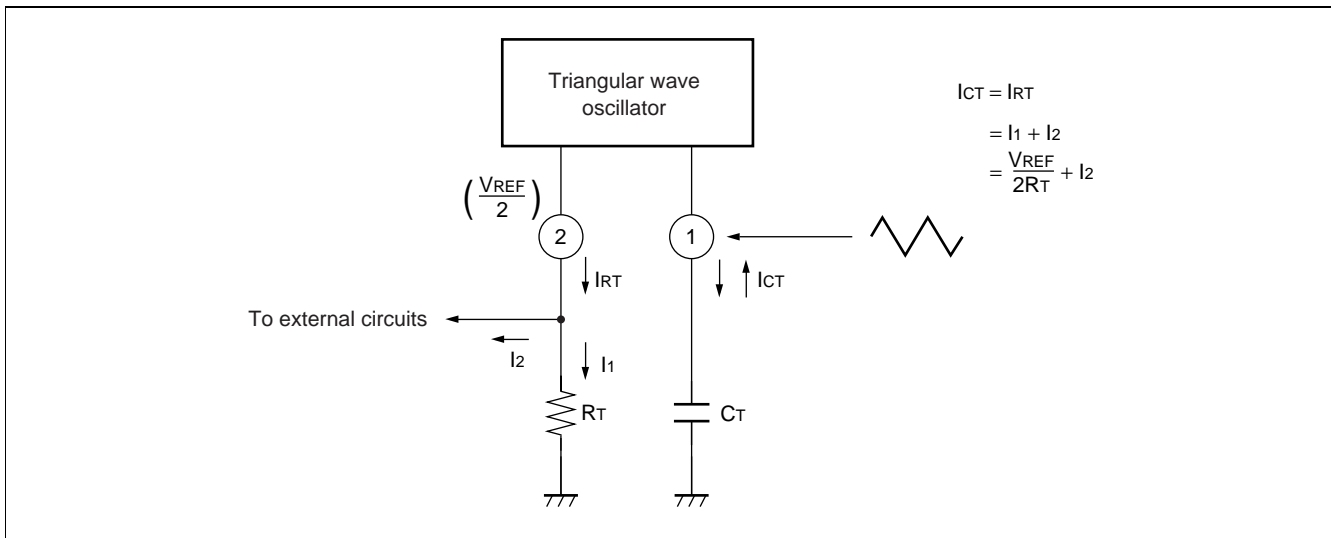 Triangular wave
oscillator
ICT = IRT
= I1 + I2
= VREF/2RT + I2
(VREF/2)
2
1
IRT
ICT
To external circuits
I2
I1
RT
CT